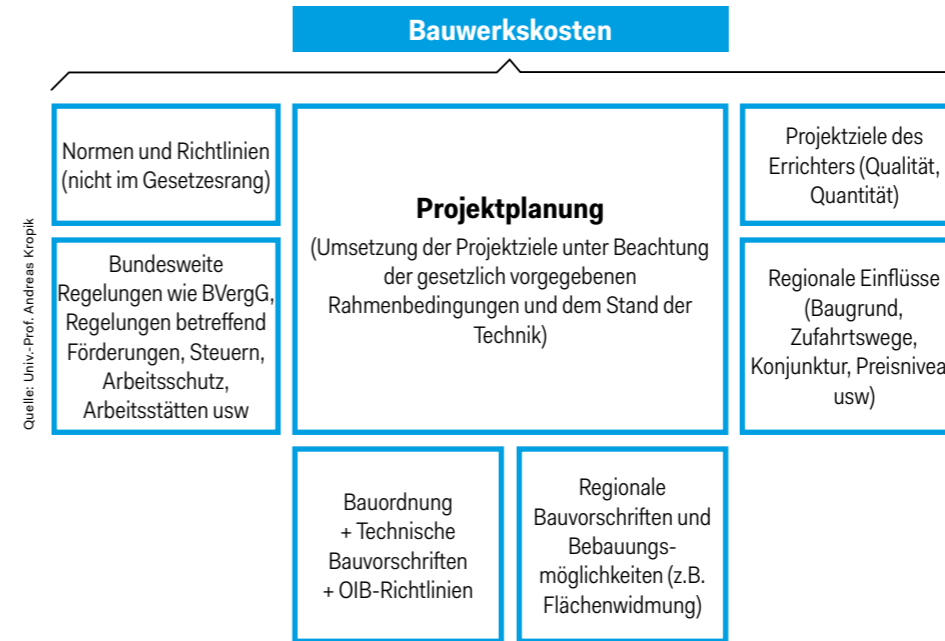 Bauwerkskosten
Normen und Richtlinien
(nicht im Gesetzesrang)
Bundesweite
Regelungen wie BVergG,
Regelungen betreffend
Förderungen, Steuern,
Arbeitsschutz,
Arbeitsstätten usw
Projektplanung
(Umsetzung der Projektziele unter Beachtung
der gesetzlich vorgegebenen
Rahmenbedingungen und dem Stand der
Technik)
Projektziele des
Errichters (Qualität,
Quantität)
Regionale Einflüsse
(Baugrund,
Zufahrtswege,
Konjunktur, Preisnivea
usw)
Bauordnung
+ Technische
Bauvorschriften
+ OIB-Richtlinien
Regionale
Bauvorschriften und
Bebauungs-
möglichkeiten (z.B.
Flächenwidmung)
Quelle: Univ.-Prof. Andreas Kropik